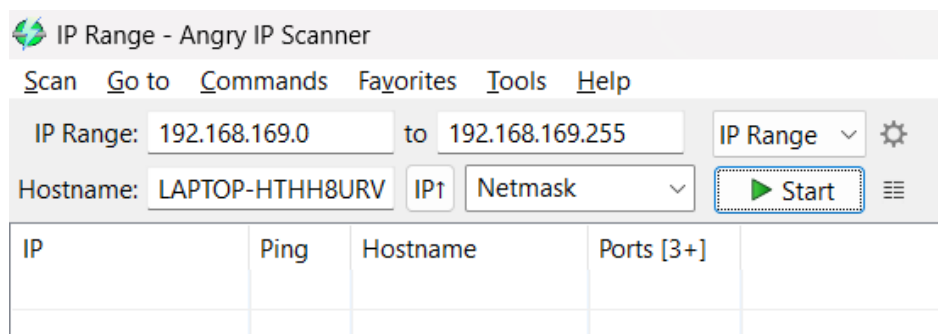 IP Range - Angry IP Scanner
Scan Go to Commands Favorites Tools Help
IP Range: 192.168.169.0 to 192.168.169.255 IP Range
Hostname: LAPTOP-HTHH8URV IP↑ Netmask Start
IP Ping Hostname Ports [3+]